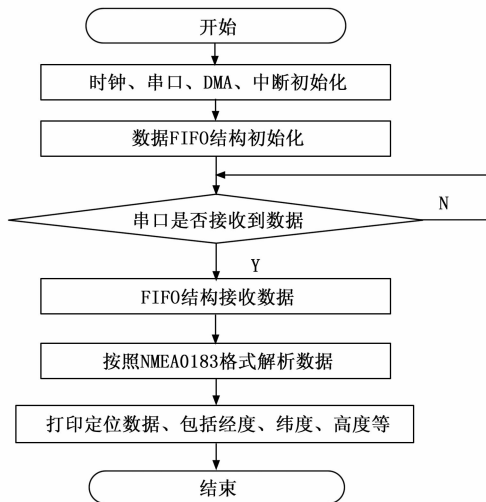 开始
时钟、串口、DMA、中断初始化
数据FIFO结构初始化
串口是否接收到数据
N
Y
FIFO结构接收数据
按照NMEA0183格式解析数据
打印定位数据、包括经度、纬度、高度等
结束